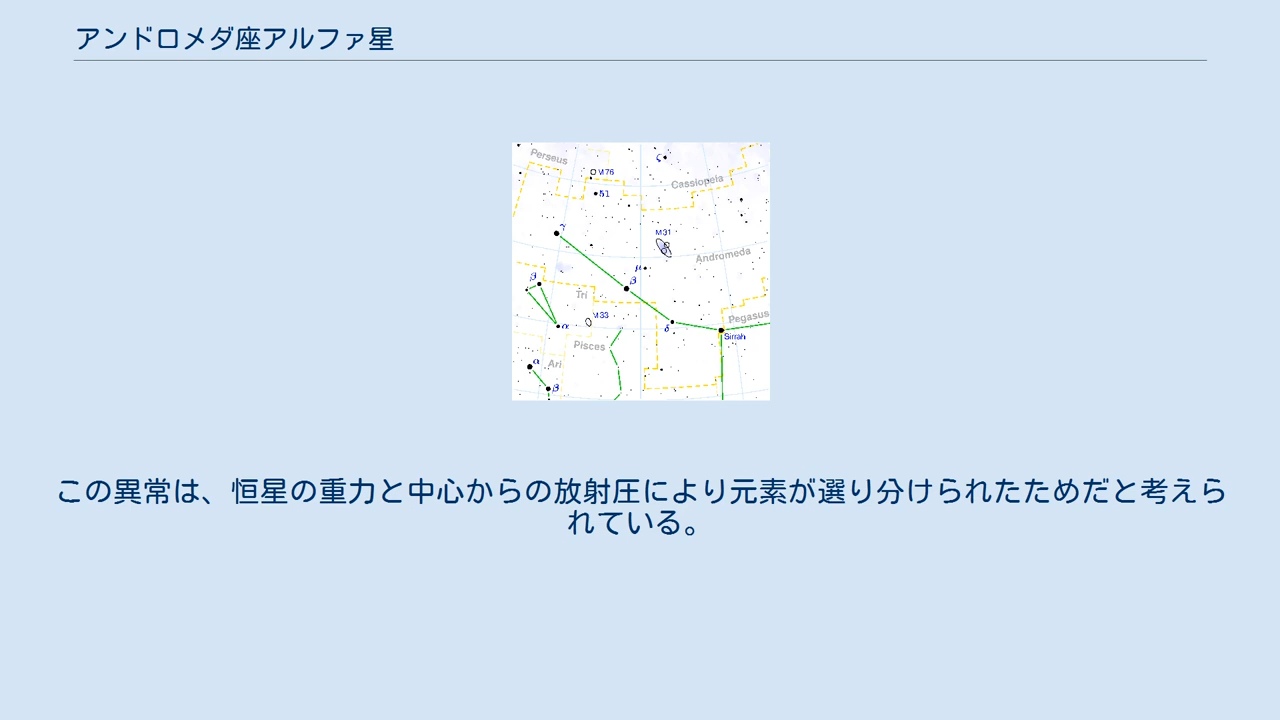 アンドロメダ座アルファ星
Perseus
M76
51
ζ
Cassiopeia
γ
M31
Andromeda
μ
β
β
Tri
M33
α
δ
Pegasus
Sirrah
Pisces
α
Ari
β
この異常は、恒星の重力と中心からの放射圧により元素が選り分けられたためだと考えら
れている。